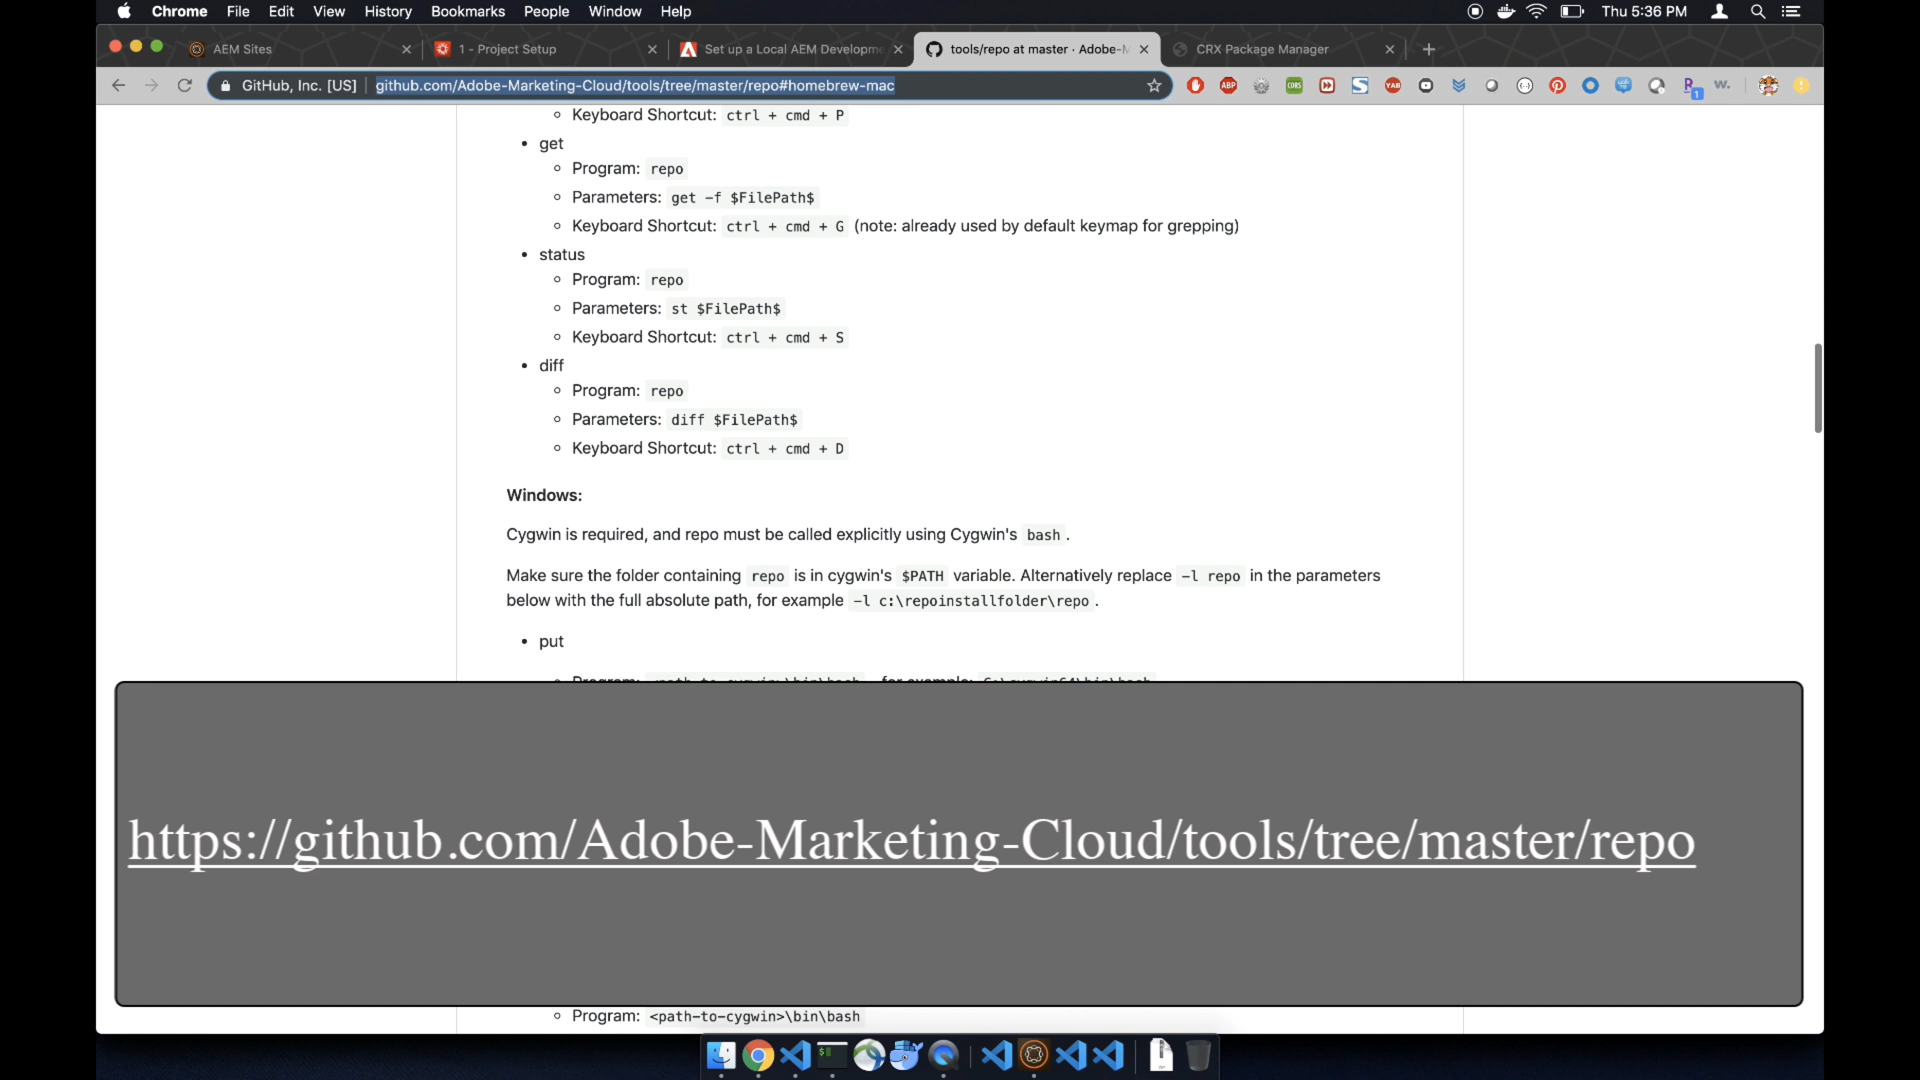 Chrome File Edit View History Bookmarks People Window Help Thu 5:36 PM
AEM Sites 1 - Project Setup Set up a Local AEM Developme tools/repo at master · Adobe-M CRX Package Manager
GitHub, Inc. [US] github.com/Adobe-Marketing-Cloud/tools/tree/master/repo#homebrew-mac
Keyboard Shortcut: ctrl + cmd + P
get
Program: repo
Parameters: get -f $FilePath$
Keyboard Shortcut: ctrl + cmd + G (note: already used by default keymap for grepping)
status
Program: repo
Parameters: st $FilePath$
Keyboard Shortcut: ctrl + cmd + S
diff
Program: repo
Parameters: diff $FilePath$
Keyboard Shortcut: ctrl + cmd + D
Windows:
Cygwin is required, and repo must be called explicitly using Cygwin's bash .
Make sure the folder containing repo is in cygwin's $PATH variable. Alternatively replace -l repo in the parameters
below with the full absolute path, for example -l c:\repoinstallfolder\repo .
put
https://github.com/Adobe-Marketing-Cloud/tools/tree/master/repo
Program: <path-to-cygwin>\bin\bash